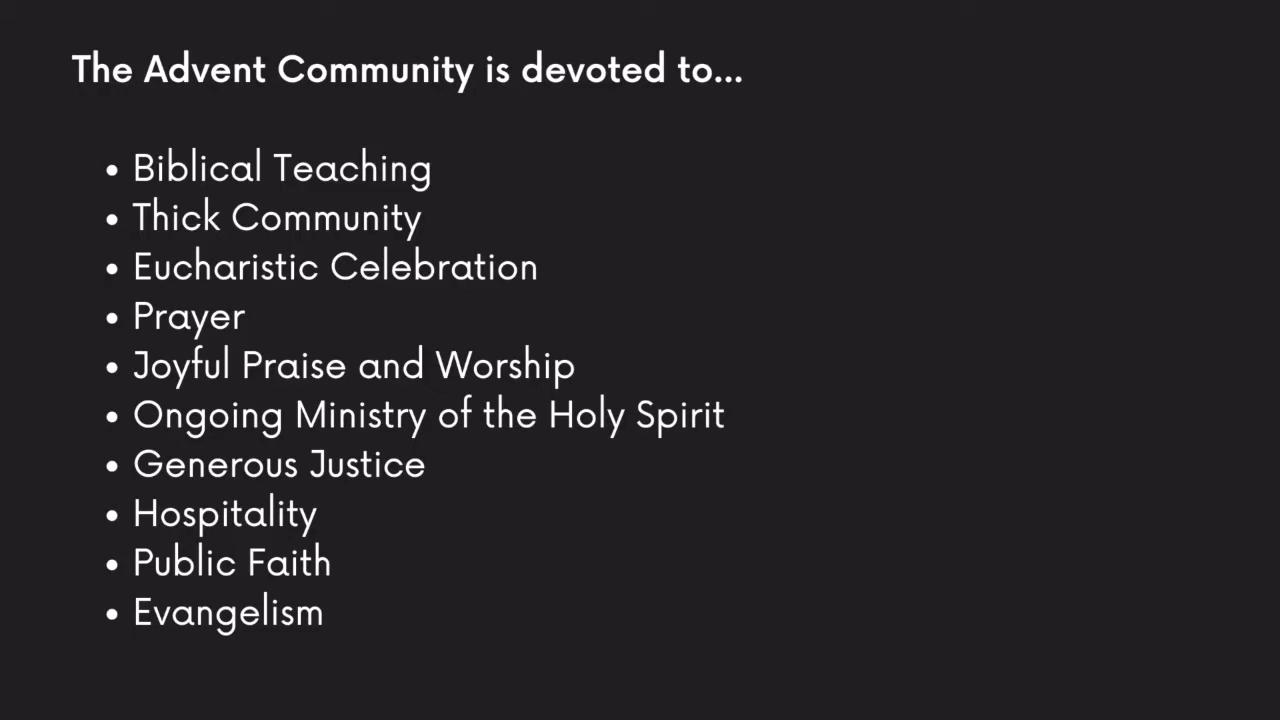 The Advent Community is devoted to...
• Biblical Teaching
• Thick Community
• Eucharistic Celebration
• Prayer
• Joyful Praise and Worship
• Ongoing Ministry of the Holy Spirit
• Generous Justice
• Hospitality
• Public Faith
• Evangelism